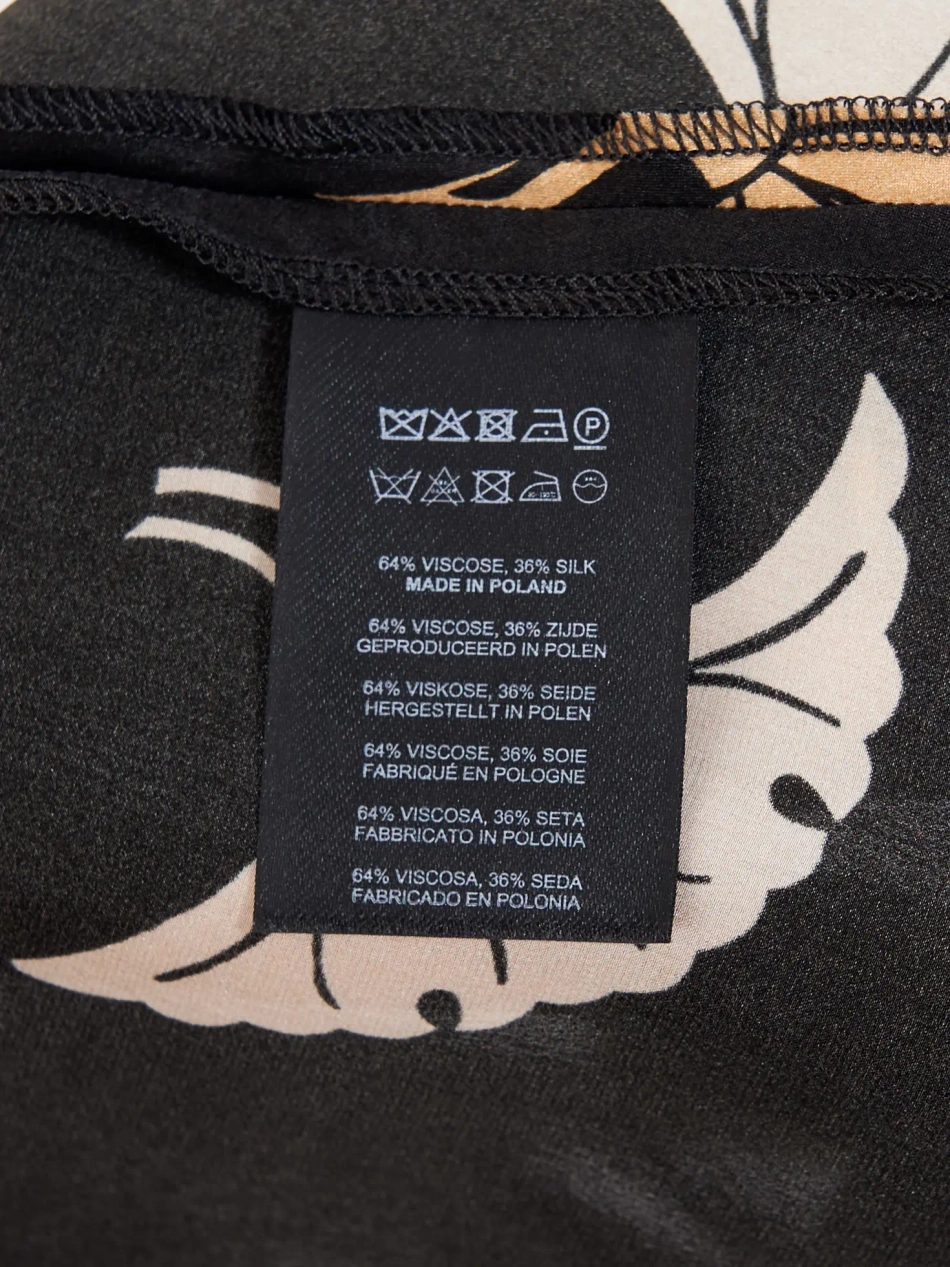 P
64% VISCOSE, 36% SILK
MADE IN POLAND
64% VISCOSE, 36% ZIJDE
GEPRODUCEERD IN POLEN
64% VISKOSE, 36% SEIDE
HERGESTELLT IN POLEN
64% VISCOSE, 36% SOIE
FABRIQUÉ EN POLOGNE
64% VISCOSA, 36% SETA
FABBRICATO IN POLONIA
64% VISCOSA, 36% SEDA
FABRICADO EN POLONIA